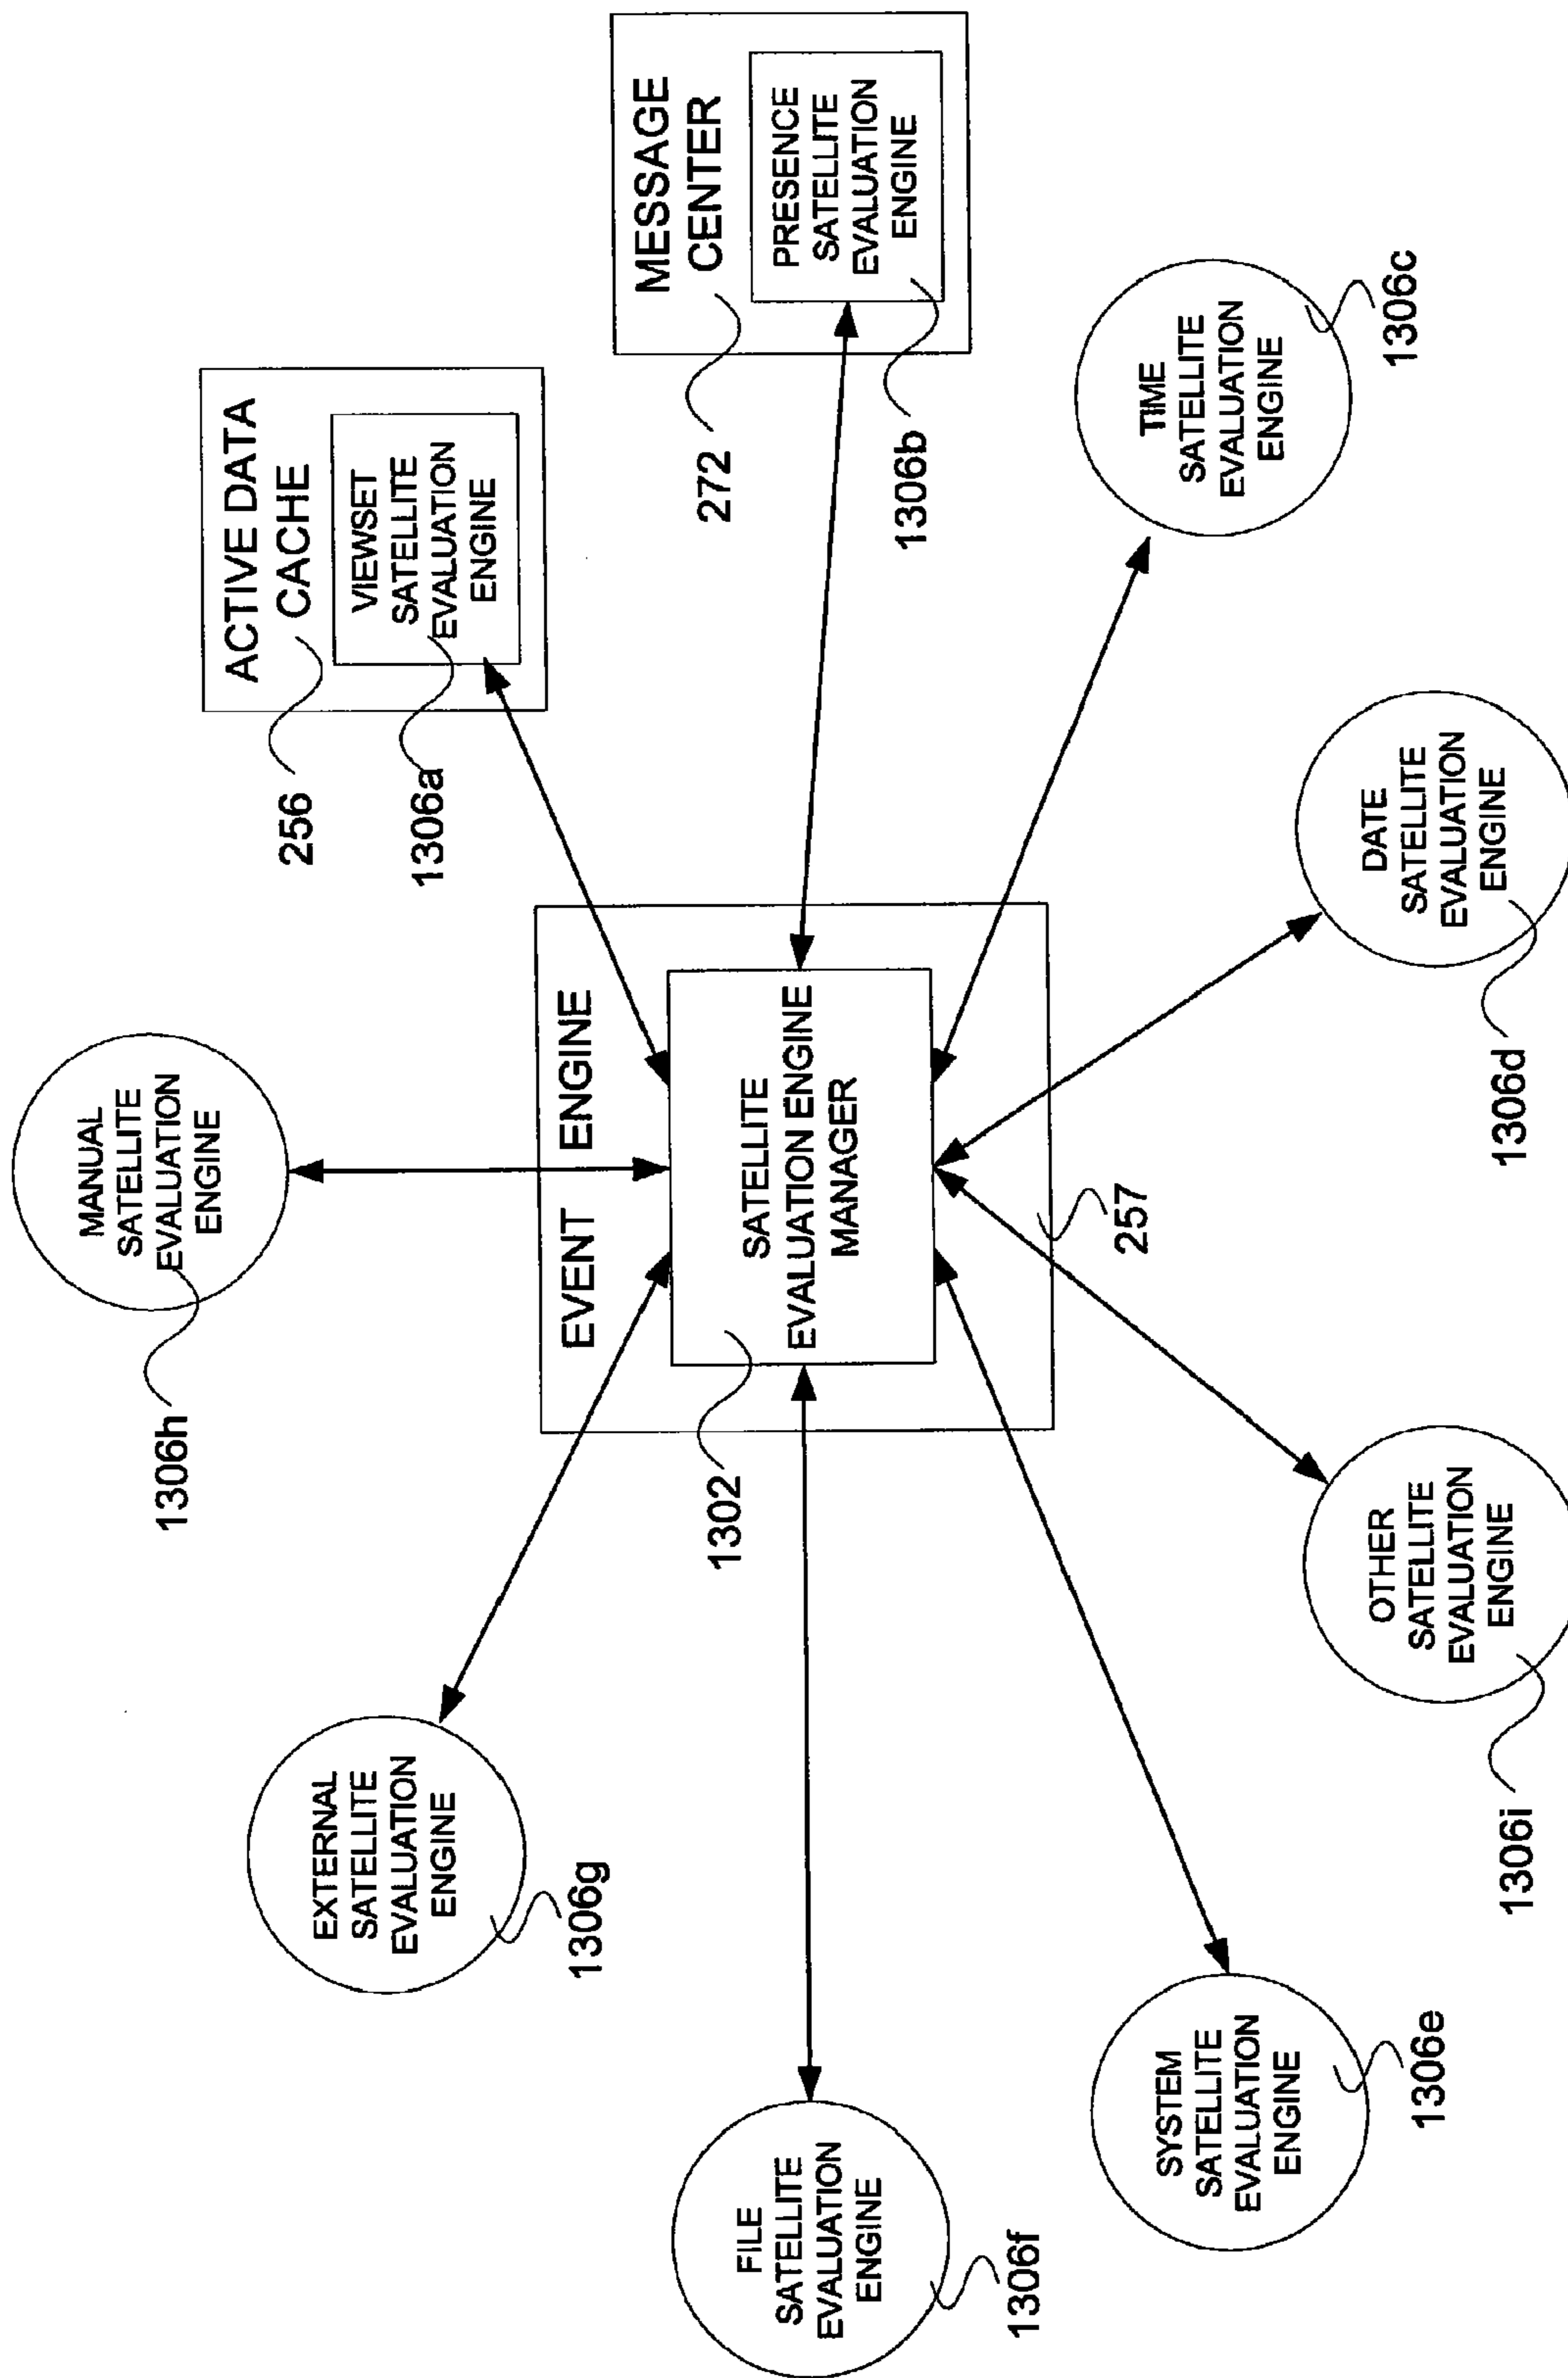 MANUAL
SATELLITE
EVALUATION
ENGINE
1306h
ACTIVE DATA
CACHE
VIEWSET
SATELLITE
EVALUATION
ENGINE
256
1306a
EXTERNAL
SATELLITE
EVALUATION
ENGINE
1306g
EVENT ENGINE
SATELLITE
EVALUATION ENGINE
MANAGER
1302
257
MESSAGE
CENTER
PRESENCE
SATELLITE
EVALUATION
ENGINE
272
1306b
FILE
SATELLITE
EVALUATION
ENGINE
1306f
TIME
SATELLITE
EVALUATION
ENGINE
1306c
SYSTEM
SATELLITE
EVALUATION
ENGINE
1306e
OTHER
SATELLITE
EVALUATION
ENGINE
1306i
DATE
SATELLITE
EVALUATION
ENGINE
1306d